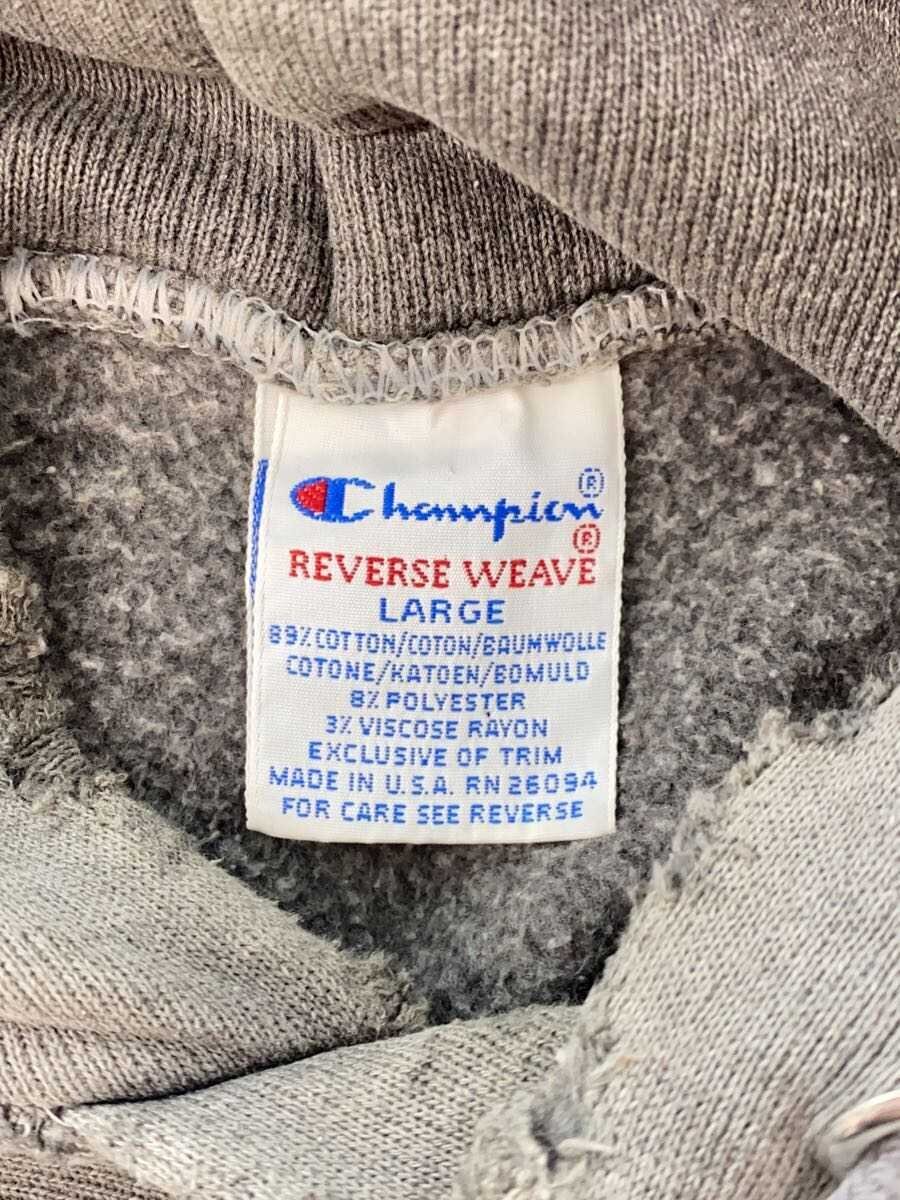 Champion®
REVERSE WEAVE®
LARGE
89% COTTON/COTON/BAUMWOLLE
COTONE/KATOEN/BOMULD
8% POLYESTER
3% VISCOSE RAYON
EXCLUSIVE OF TRIM
MADE IN U.S.A. RN 26094
FOR CARE SEE REVERSE